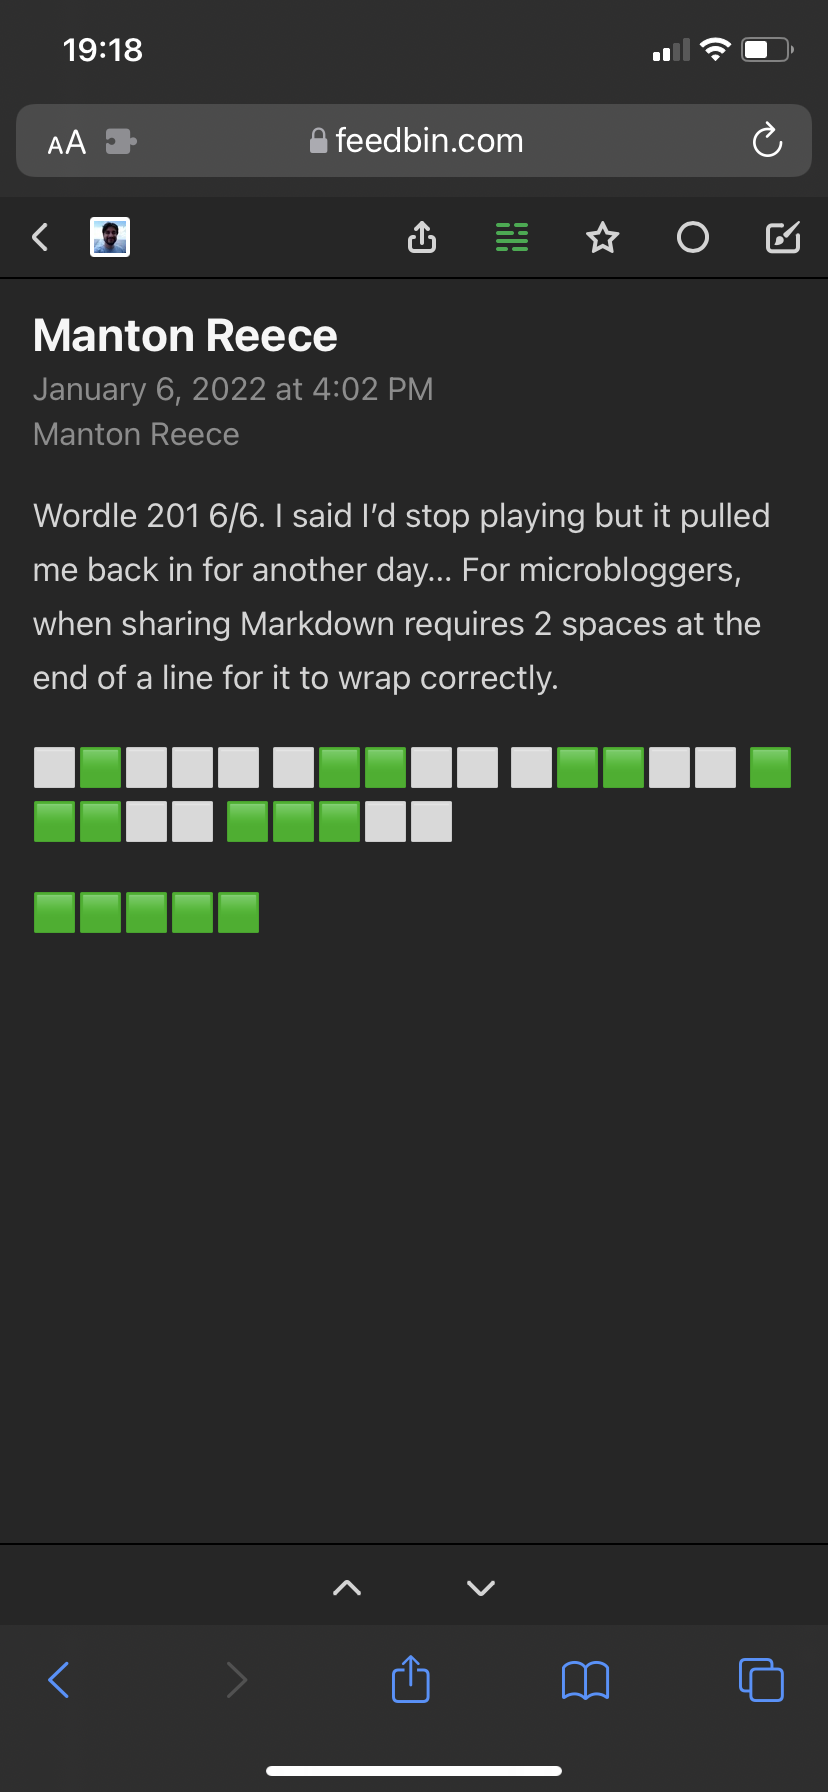 19:18
AA feedbin.com
Manton Reece
January 6, 2022 at 4:02 PM
Manton Reece
Wordle 201 6/6. I said I’d stop playing but it pulled
me back in for another day… For microbloggers,
when sharing Markdown requires 2 spaces at the
end of a line for it to wrap correctly.
⬜🟩⬜⬜⬜ ⬜🟩🟩⬜⬜ ⬜🟩🟩⬜⬜ 🟩
🟩🟩⬜⬜ 🟩🟩🟩⬜⬜
🟩🟩🟩🟩🟩